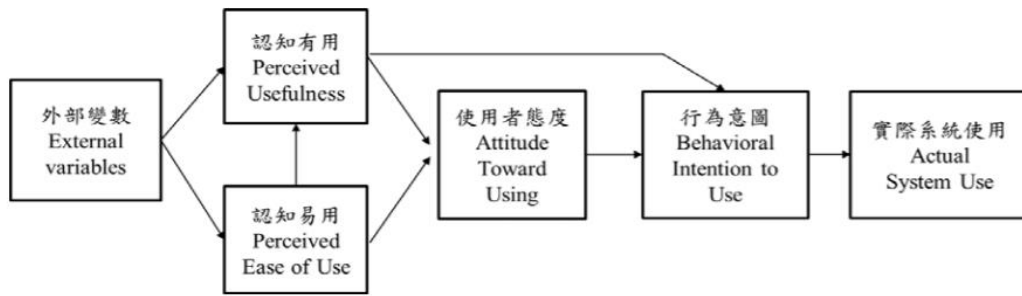 外部變數
External
variables
認知有用
Perceived
Usefulness
認知易用
Perceived
Ease of Use
使用者態度
Attitude
Toward
Using
行為意圖
Behavioral
Intention to
Use
實際系統使用
Actual
System Use